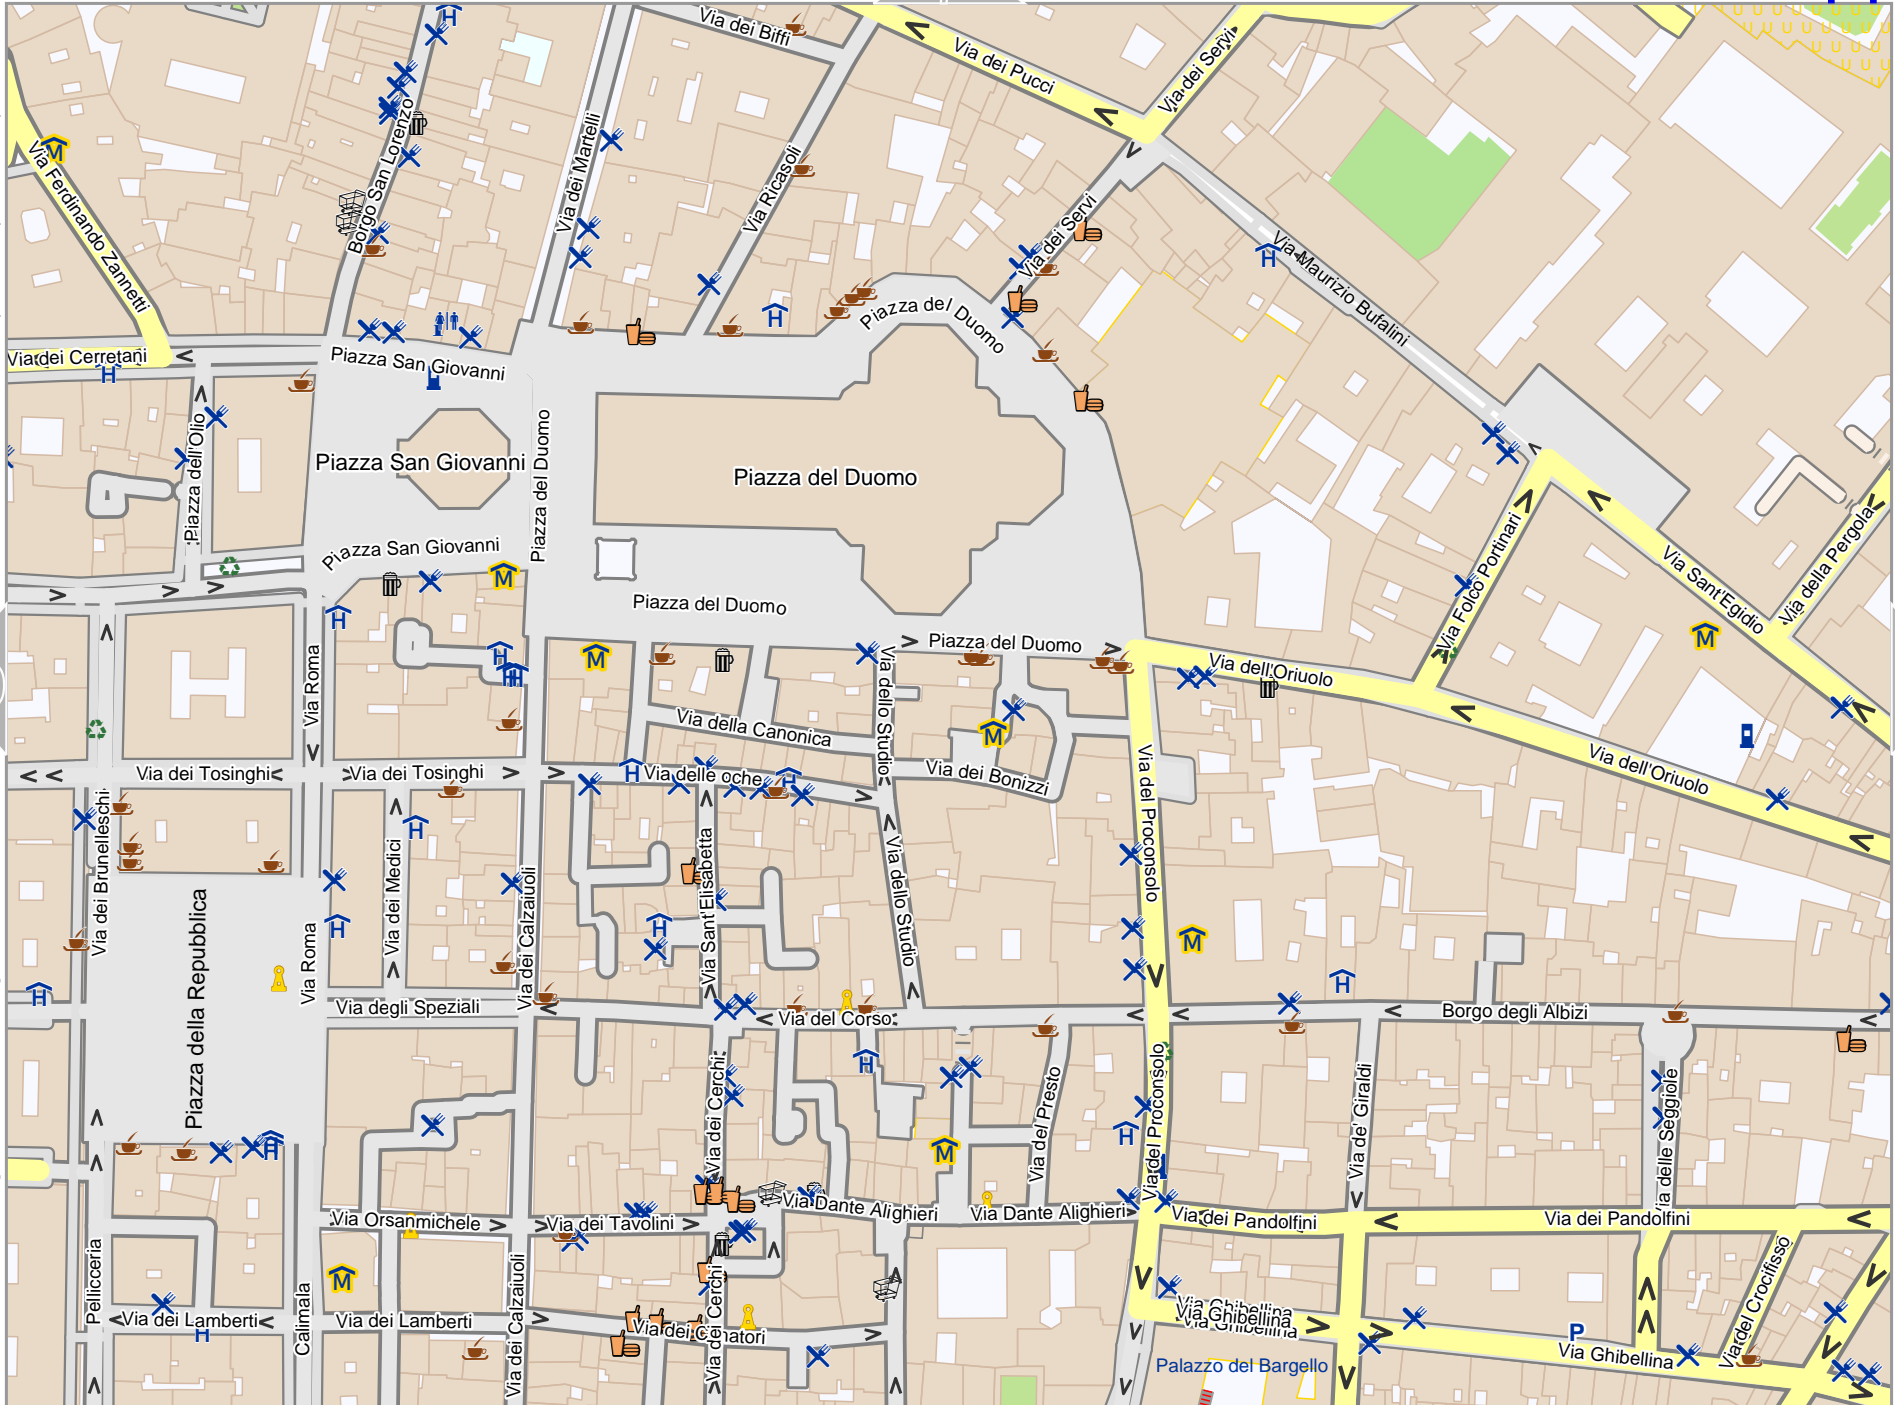 Via dei Biffi
Via dei Pucci
Via dei Servi
Via Ferdinando Zannetti
Borgo San Lorenzo
Via dei Martelli
Via Ricasoli
Via dei Servi
Via Maurizio Bufalini
Via dei Cerretani
Piazza San Giovanni
Piazza del Duomo
Piazza dell'Olio
Piazza San Giovanni
Piazza del Duomo
Piazza del Duomo
Piazza San Giovanni
Piazza del Duomo
Piazza del Duomo
Via Folco Portinari
Via Sant'Egidio
Via della Pergola
Via dell'Oriuolo
Via Roma
Via della Canonica
Via dello Studio
Via dei Tosinghi
Via dei Tosinghi
Via delle oche
Via dei Bonizzi
Via dell'Oriuolo
Via dei Brunelleschi
Via dei Medici
Via dei Calzaiuoli
Via Sant'Elisabetta
Via dello Studio
Via del Proconsolo
Piazza della Repubblica
Via Roma
Via degli Speziali
Via del Corso
Borgo degli Albizi
Via dei Cerchi
Via del Presto
Via del Proconsolo
Via de' Giraldi
Via delle Seggiole
Via Orsanmichele
Via dei Tavolini
Via Dante Alighieri
Via Dante Alighieri
Via dei Pandolfini
Via dei Pandolfini
Pellicceria
Calimala
Via dei Lamberti
Via dei Lamberti
Via dei Calzaiuoli
Via dei Cerchi
Via Ghibellina
Via Ghibellina
Via Ghibellina
Via Ghibellina
Via del Crocifisso
Palazzo del Bargello
P